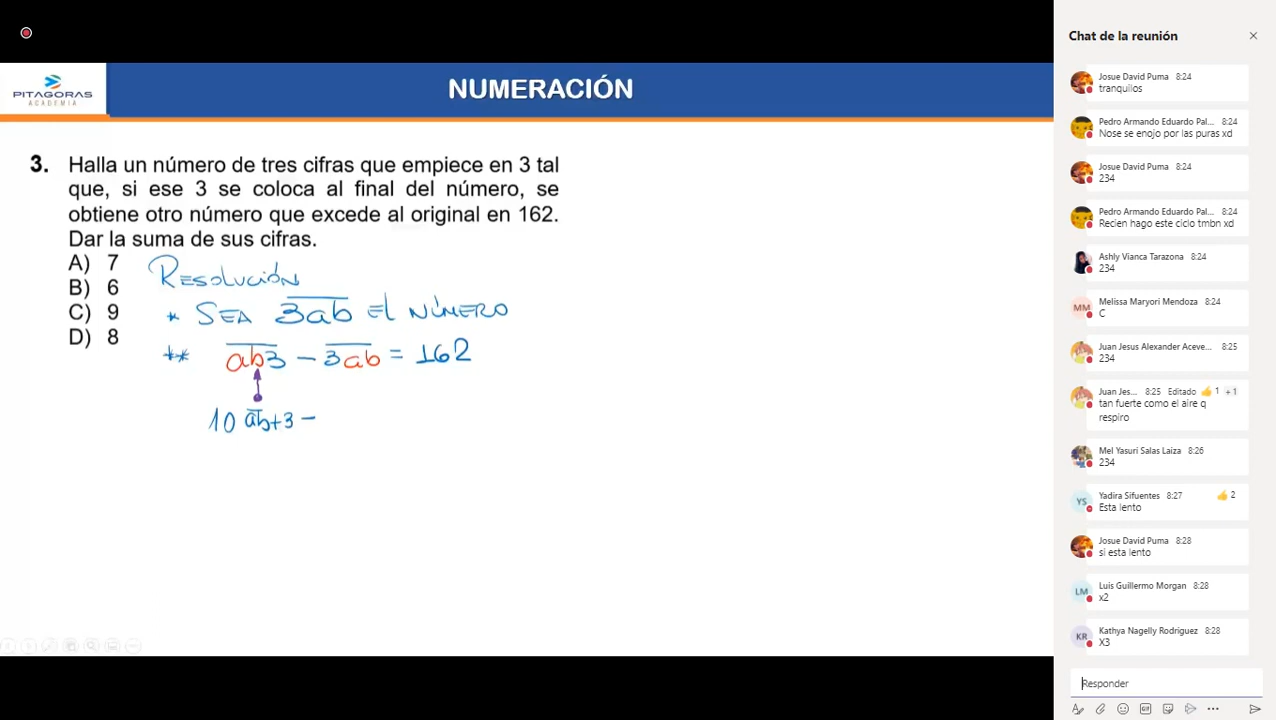 PITAGORAS
ACADEMIA
NUMERACIÓN
3. Halla un número de tres cifras que empiece en 3 tal
que, si ese 3 se coloca al final del número, se
obtiene otro número que excede al original en 162.
Dar la suma de sus cifras.
A) 7
B) 6
C) 9
D) 8
RESOLUCIÓN
* SEA 3ab El NÚMERO
** ab3 - 3ab = 162
10 ab + 3 -
Chat de la reunión
Josue David Puma 8:24
tranquilos
Pedro Armando Eduardo Pal... 8:24
Nose se enojo por las puras xd
Josue David Puma 8:24
234
Pedro Armando Eduardo Pal... 8:24
Recien hago este ciclo tmbn xd
Ashly Vianca Tarazona 8:24
234
MM Melissa Maryori Mendoza 8:24
C
Juan Jesus Alexander Aceve... 8:25
234
Juan Jes... 8:25 Editado 👍 1 +1
tan fuerte como el aire q
respiro
Mel Yasuri Salas Laiza 8:26
234
YS Yadira Sifuentes 8:27 👍 2
Esta lento
Josue David Puma 8:28
si esta lento
LM Luis Guillermo Morgan 8:28
x2
KR Kathya Nagelly Rodriguez 8:28
X3
Responder